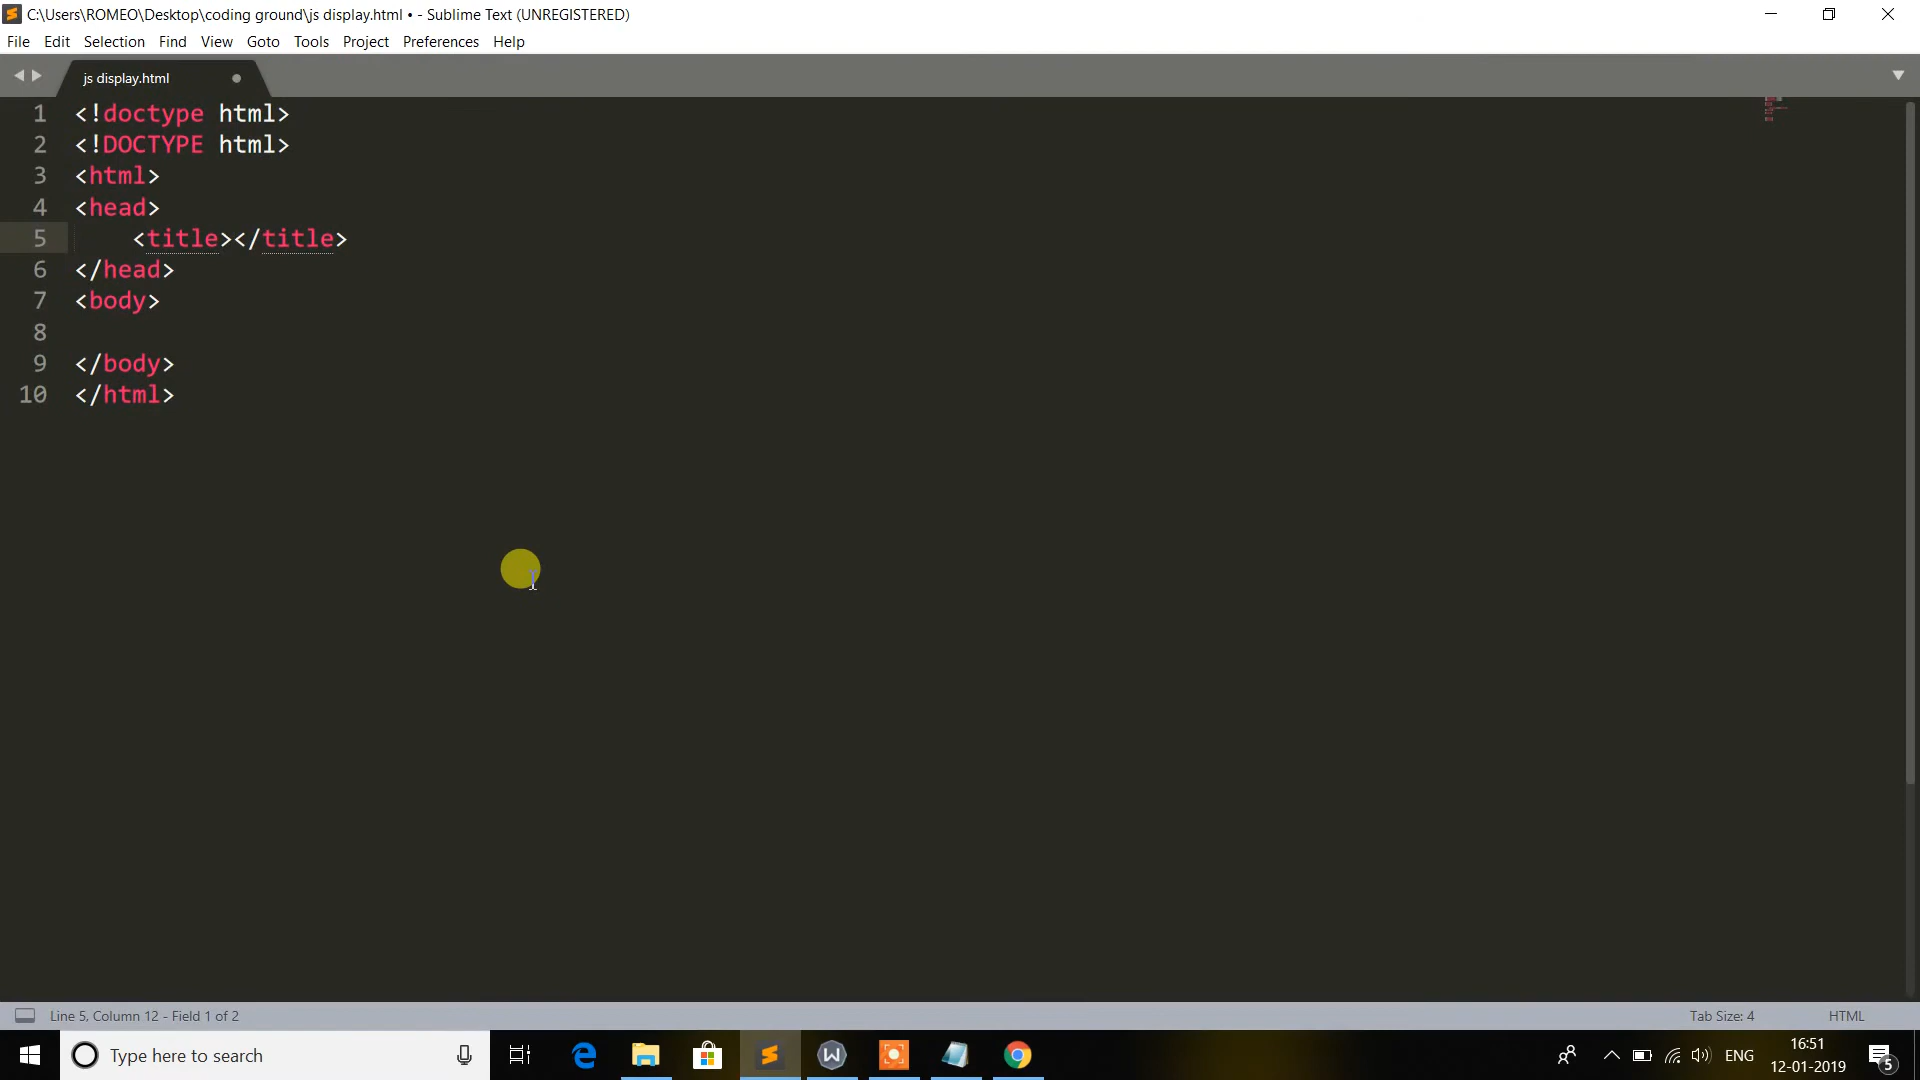 C:\Users\ROMEO\Desktop\coding ground\js display.html • - Sublime Text (UNREGISTERED)
File Edit Selection Find View Goto Tools Project Preferences Help
js display.html
1 <!doctype html>
2 <!DOCTYPE html>
3 <html>
4 <head>
5 <title></title>
6 </head>
7 <body>
8
9 </body>
10 </html>
Line 5, Column 12 - Field 1 of 2 Tab Size: 4 HTML
Type here to search ENG 16:51
12-01-2019 5